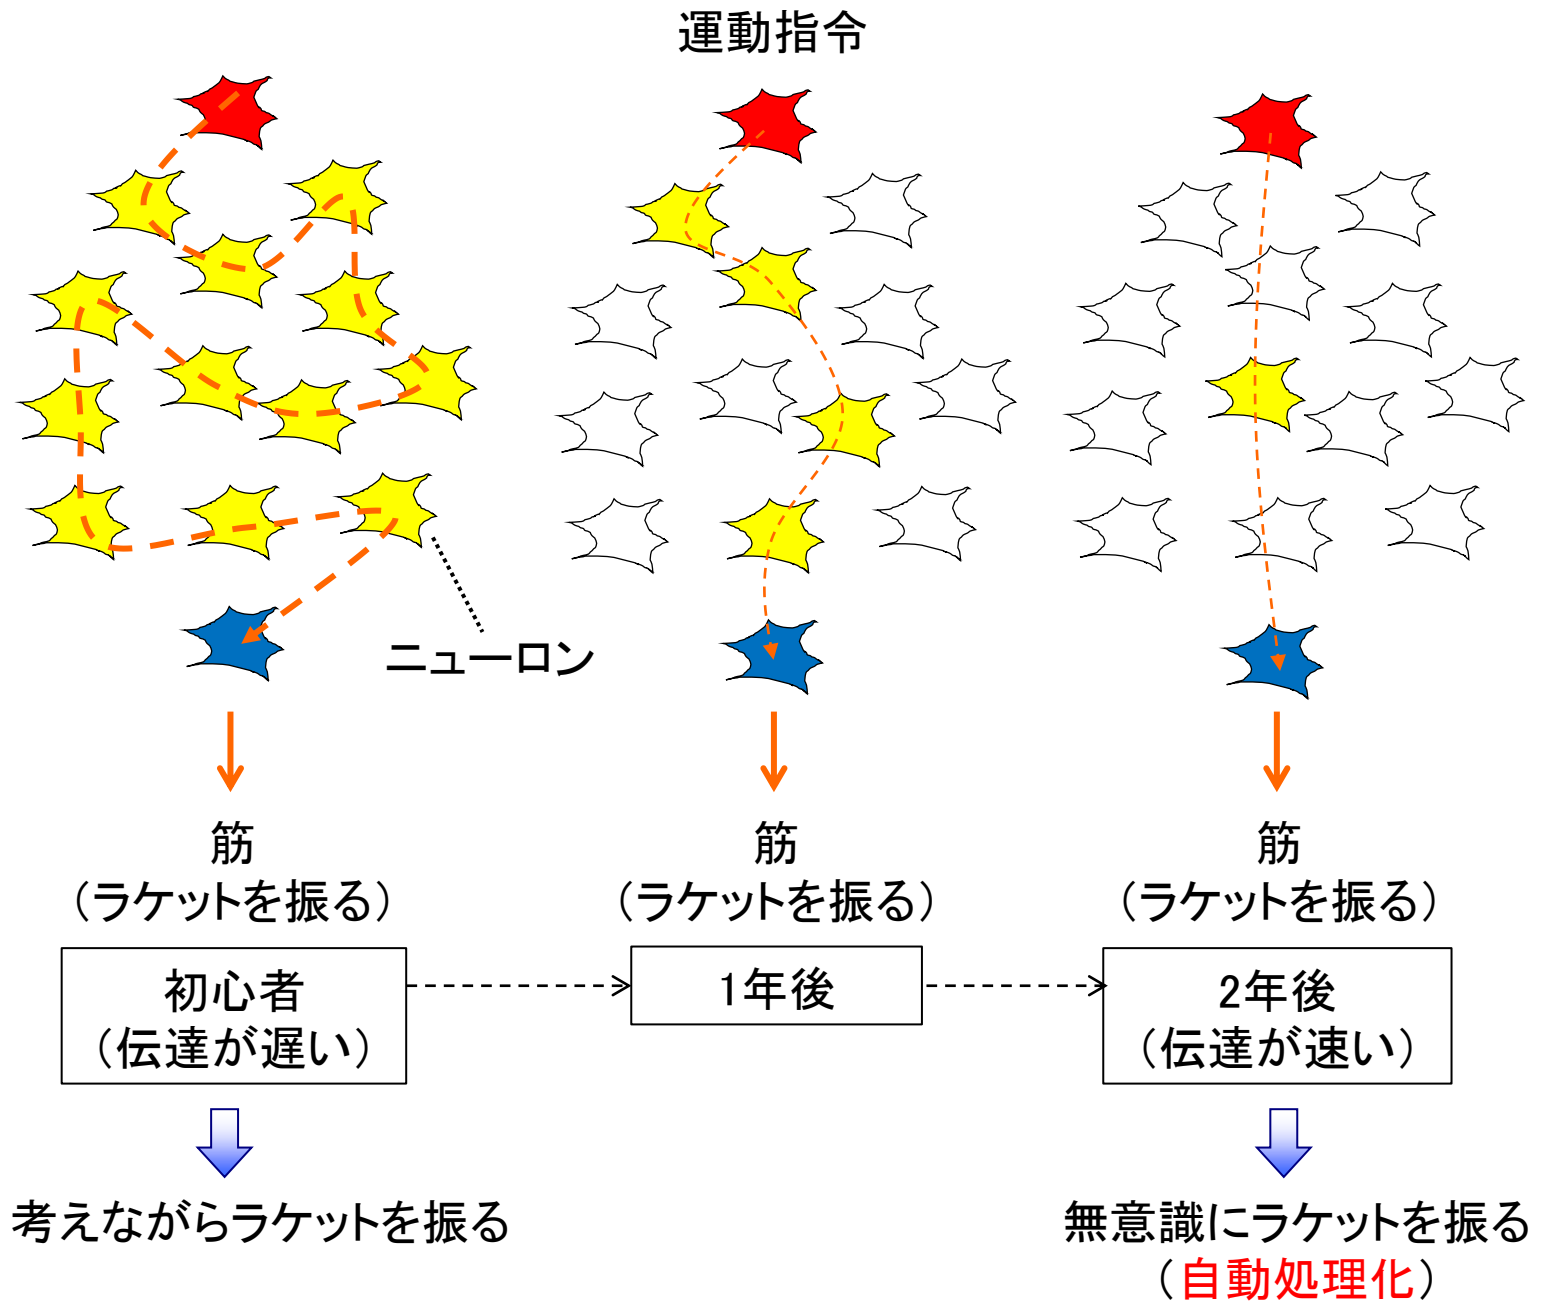 運動指令
ニューロン
筋
（ラケットを振る）
筋
（ラケットを振る）
筋
（ラケットを振る）
初心者
（伝達が遅い）
1年後
2年後
（伝達が速い）
考えながらラケットを振る
無意識にラケットを振る
（自動処理化）